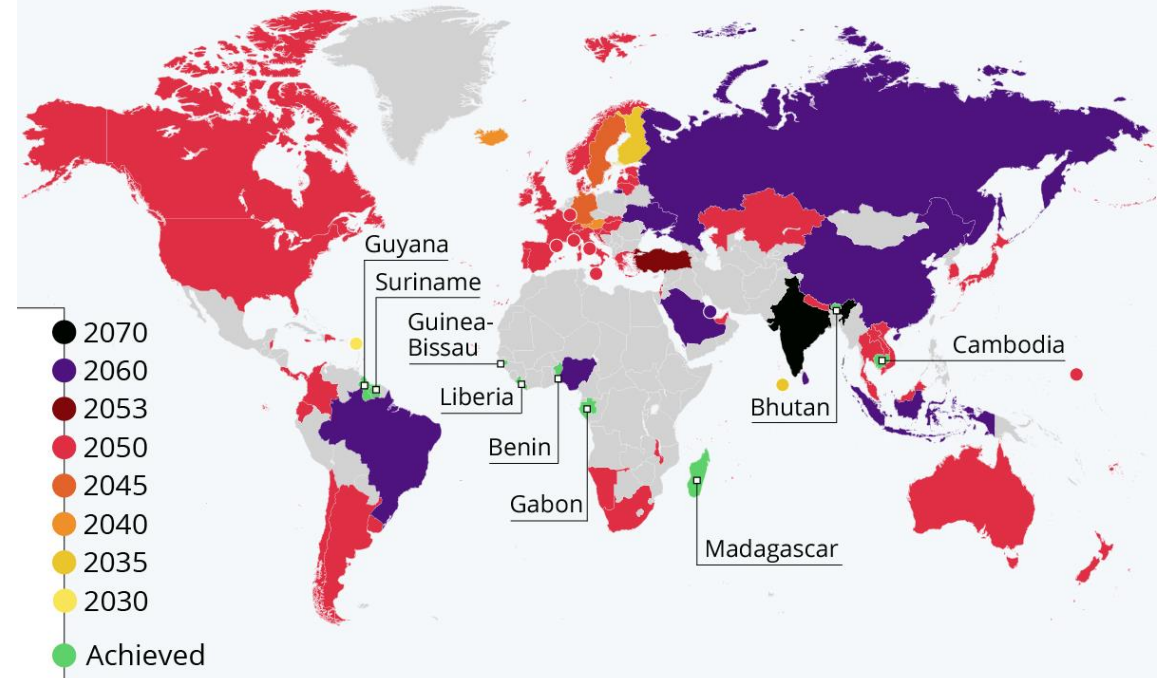 Guyana
Suriname
Guinea-
Bissau
Liberia
Benin
Gabon
Madagascar
Bhutan
Cambodia
2070
2060
2053
2050
2045
2040
2035
2030
Achieved